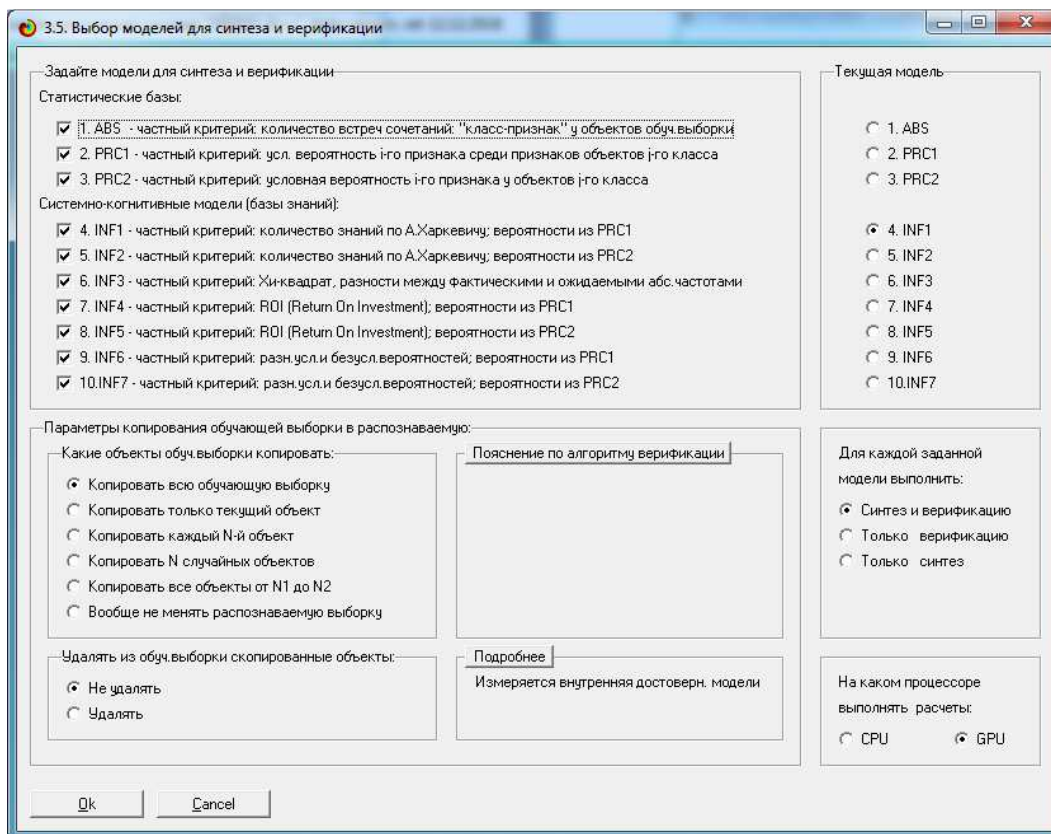 3.5. Выбор моделей для синтеза и верификации
Задайте модели для синтеза и верификации
Статистические базы:
1. ABS - частный критерий: количество встреч сочетаний: "класс-признак" у объектов обуч.выборки
2. PRC1 - частный критерий: усл. вероятность i-го признака среди признаков объектов j-го класса
3. PRC2 - частный критерий: условная вероятность i-го признака у объектов j-го класса
Системно-когнитивные модели (базы знаний):
4. INF1 - частный критерий: количество знаний по А.Харкевичу; вероятности из PRC1
5. INF2 - частный критерий: количество знаний по А.Харкевичу; вероятности из PRC2
6. INF3 - частный критерий: Хи-квадрат, разности между фактическими и ожидаемыми абс.частотами
7. INF4 - частный критерий: ROI (Return On Investment); вероятности из PRC1
8. INF5 - частный критерий: ROI (Return On Investment); вероятности из PRC2
9. INF6 - частный критерий: разн.усл.и безусл.вероятностей; вероятности из PRC1
10.INF7 - частный критерий: разн.усл.и безусл.вероятностей; вероятности из PRC2
Текущая модель
1. ABS
2. PRC1
3. PRC2
4. INF1
5. INF2
6. INF3
7. INF4
8. INF5
9. INF6
10.INF7
Параметры копирования обучающей выборки в распознаваемую:
Какие объекты обуч.выборки копировать:
Копировать всю обучающую выборку
Копировать только текущий объект
Копировать каждый N-й объект
Копировать N случайных объектов
Копировать все объекты от N1 до N2
Вообще не менять распознаваемую выборку
Пояснение по алгоритму верификации
Для каждой заданной
модели выполнить:
Синтез и верификацию
Только верификацию
Только синтез
Удалять из обуч.выборки скопированные объекты:
Не удалять
Удалять
Подробнее
Измеряется внутренняя достоверн. модели
На каком процессоре
выполнять расчеты:
CPU
GPU
Ok
Cancel